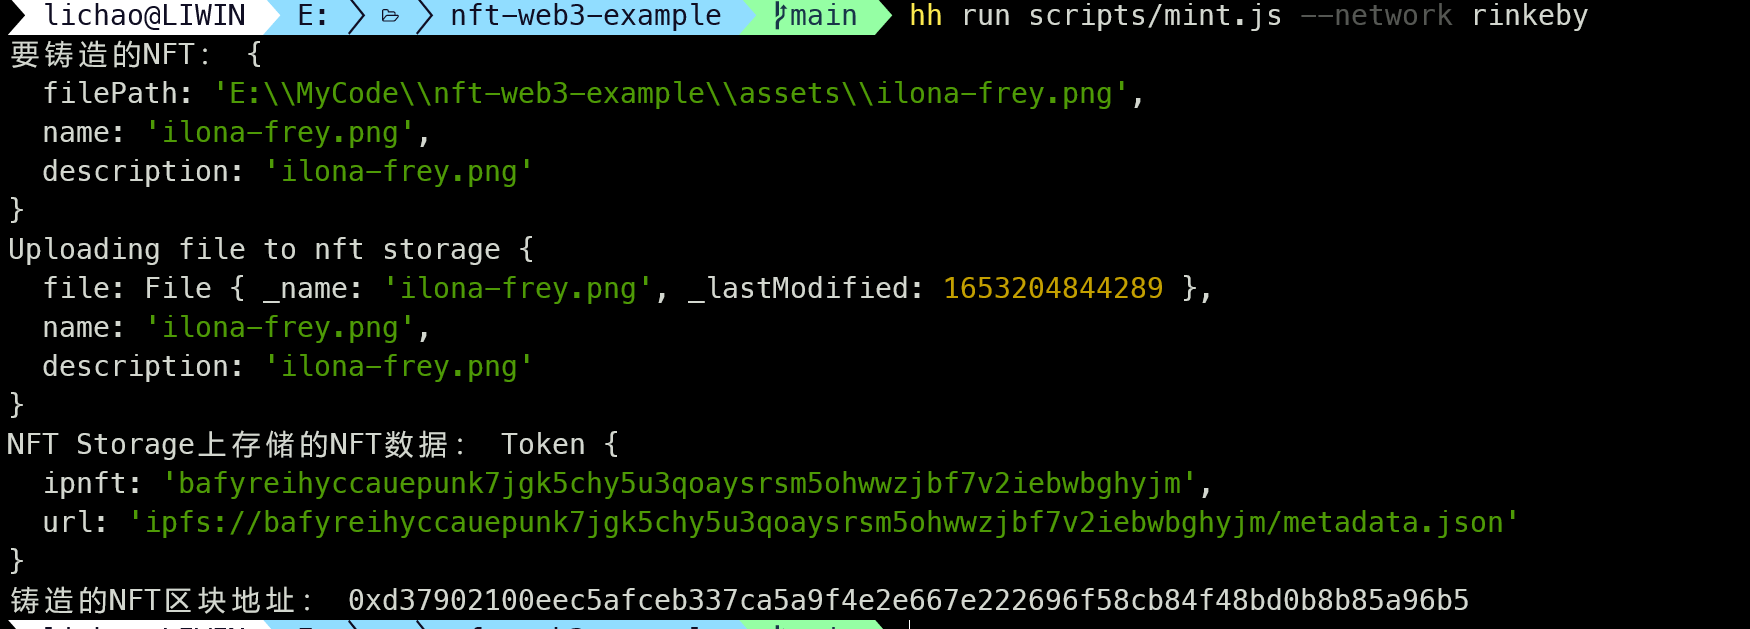 lichao@LIWIN E: nft-web3-example main hh run scripts/mint.js --network rinkeby
要铸造的NFT： {
  filePath: 'E:\\MyCode\\nft-web3-example\\assets\\ilona-frey.png',
  name: 'ilona-frey.png',
  description: 'ilona-frey.png'
}
Uploading file to nft storage {
  file: File { _name: 'ilona-frey.png', _lastModified: 1653204844289 },
  name: 'ilona-frey.png',
  description: 'ilona-frey.png'
}
NFT Storage上存储的NFT数据： Token {
  ipnft: 'bafyreihyccauepunk7jgk5chy5u3qoaysrsm5ohwwzjbf7v2iebwbghyjm',
  url: 'ipfs://bafyreihyccauepunk7jgk5chy5u3qoaysrsm5ohwwzjbf7v2iebwbghyjm/metadata.json'
}
铸造的NFT区块地址： 0xd37902100eec5afceb337ca5a9f4e2e667e222696f58cb84f48bd0b8b85a96b5